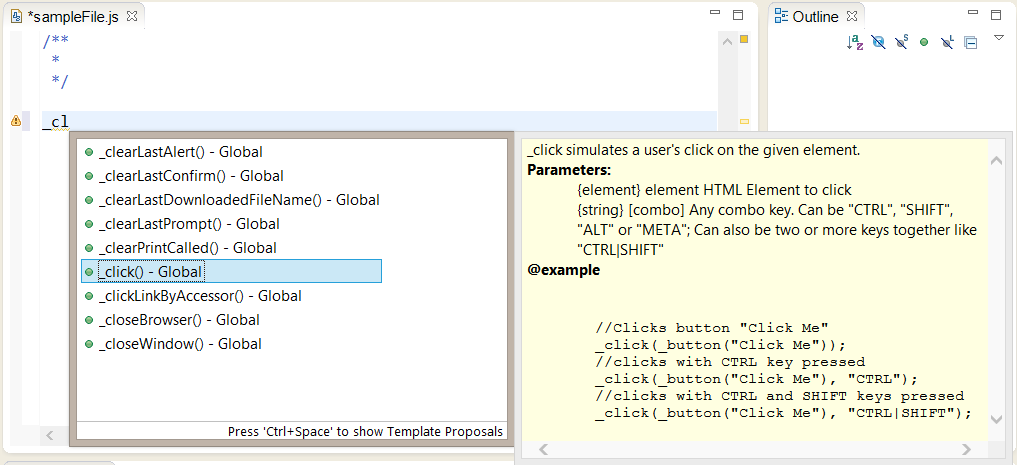 *sampleFile.js
Outline
/**
*
*/
_cl
_clearLastAlert() - Global
_clearLastConfirm() - Global
_clearLastDownloadedFileName() - Global
_clearLastPrompt() - Global
_clearPrintCalled() - Global
_click() - Global
_clickLinkByAccessor() - Global
_closeBrowser() - Global
_closeWindow() - Global
Press 'Ctrl+Space' to show Template Proposals
_click simulates a user's click on the given element.
Parameters:
{element} element HTML Element to click
{string} [combo] Any combo key. Can be "CTRL", "SHIFT",
"ALT" or "META"; Can also be two or more keys together like
"CTRL|SHIFT"
@example
//Clicks button "Click Me"
_click(_button("Click Me"));
//clicks with CTRL key pressed
_click(_button("Click Me"), "CTRL");
//clicks with CTRL and SHIFT keys pressed
_click(_button("Click Me"), "CTRL|SHIFT");